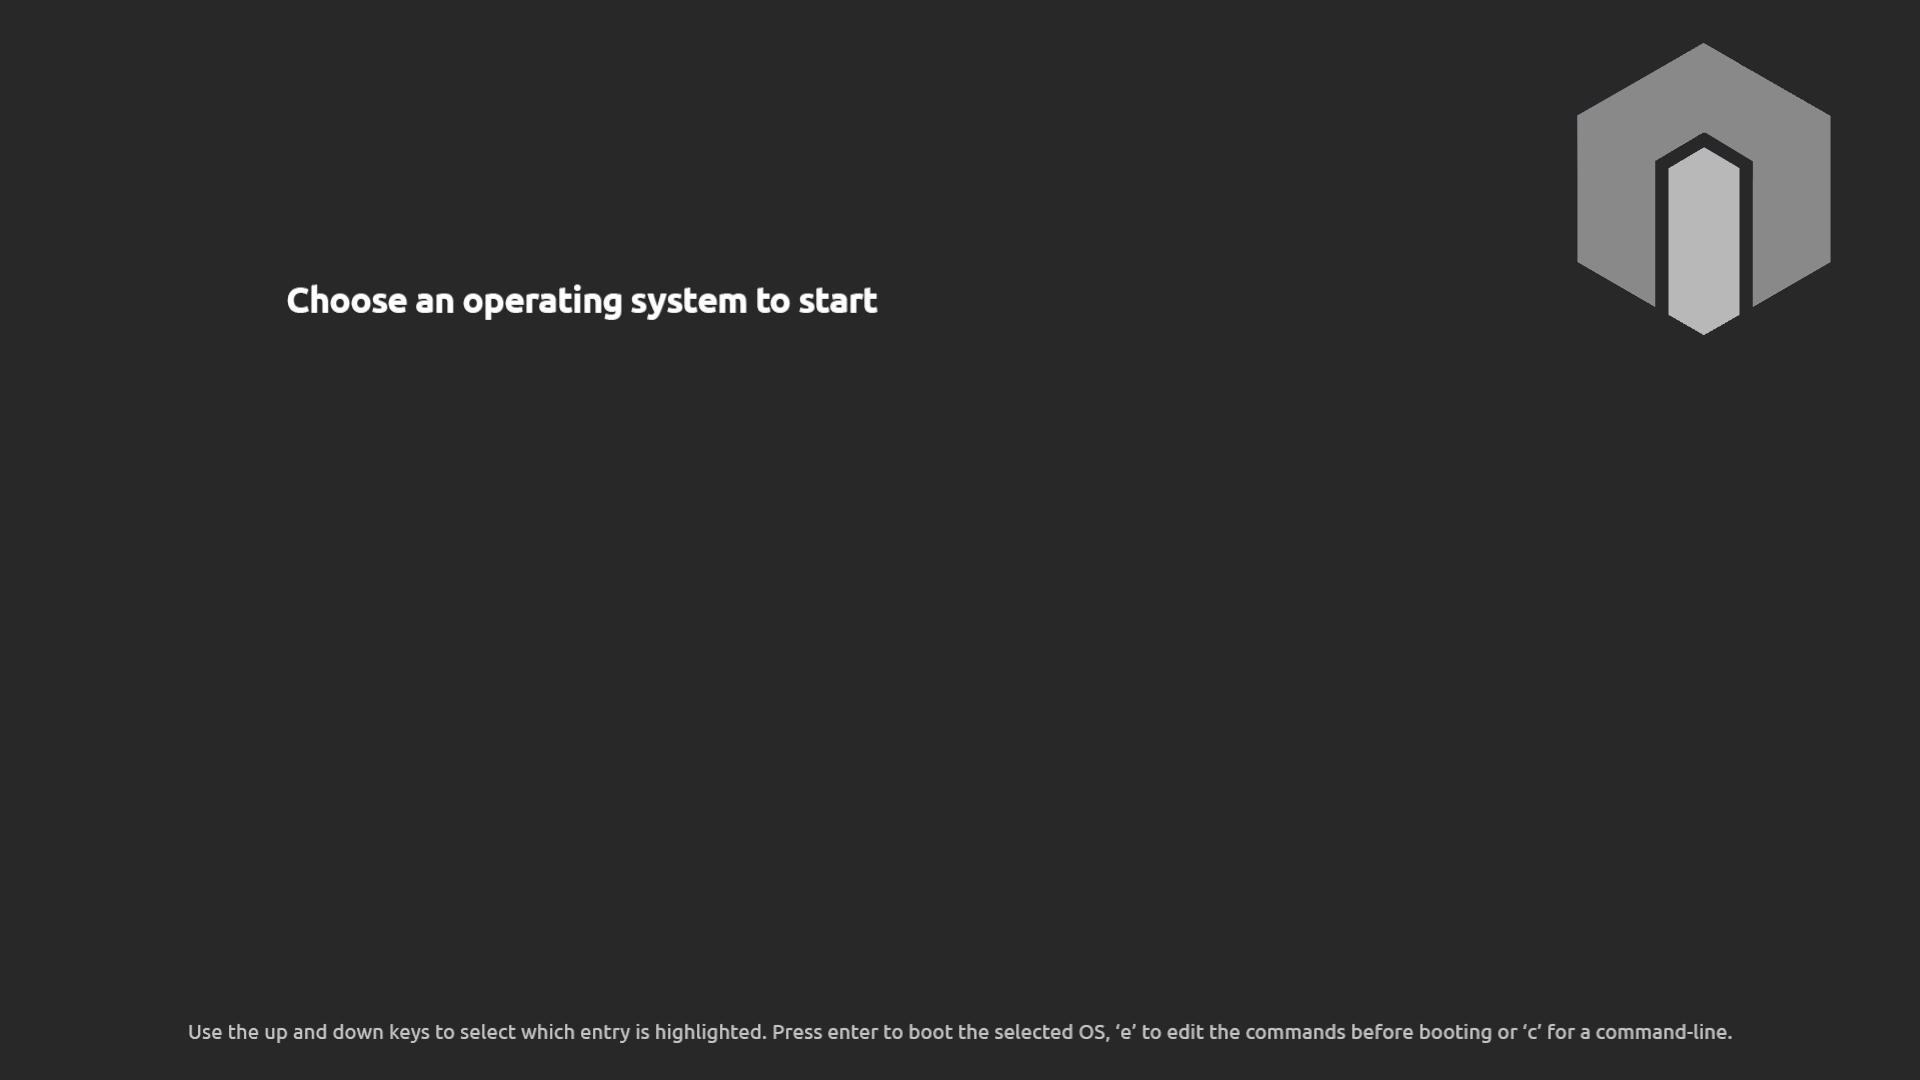 Choose an operating system to start
Use the up and down keys to select which entry is highlighted. Press enter to boot the selected OS, ‘e’ to edit the commands before booting or ‘c’ for a command-line.